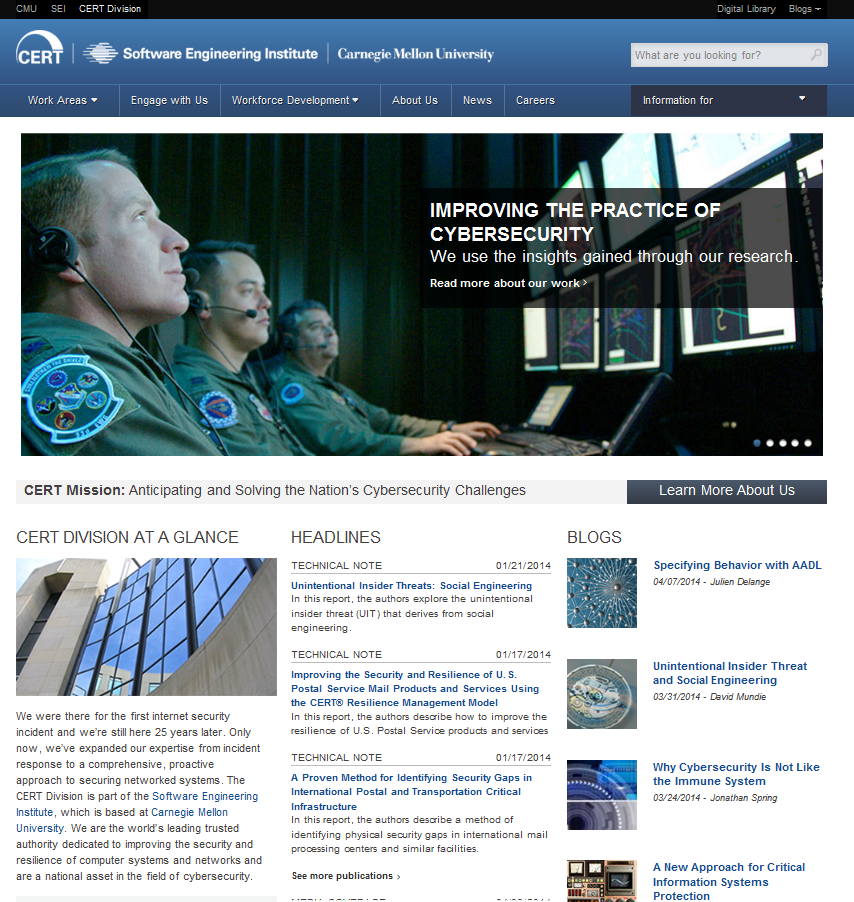 CMU SEI CERT Division Digital Library Blogs
CERT Software Engineering Institute Carnegie Mellon University
What are you looking for?
Work Areas Engage with Us Workforce Development About Us News Careers Information for
IMPROVING THE PRACTICE OF
CYBERSECURITY
We use the insights gained through our research.
Read more about our work ›
CERT Mission: Anticipating and Solving the Nation's Cybersecurity Challenges
Learn More About Us
CERT DIVISION AT A GLANCE
We were there for the first internet security
incident and we're still here 25 years later. Only
now, we've expanded our expertise from incident
response to a comprehensive, proactive
approach to securing networked systems. The
CERT Division is part of the Software Engineering
Institute, which is based at Carnegie Mellon
University. We are the world's leading trusted
authority dedicated to improving the security and
resilience of computer systems and networks and
are a national asset in the field of cybersecurity.
HEADLINES
TECHNICAL NOTE 01/21/2014
Unintentional Insider Threats: Social Engineering
In this report, the authors explore the unintentional
insider threat (UIT) that derives from social
engineering.
TECHNICAL NOTE 01/17/2014
Improving the Security and Resilience of U.S.
Postal Service Mail Products and Services Using
the CERT® Resilience Management Model
In this report, the authors describe how to improve the
resilience of U.S. Postal Service products and services
TECHNICAL NOTE 01/17/2014
A Proven Method for Identifying Security Gaps in
International Postal and Transportation Critical
Infrastructure
In this report, the authors describe a method of
identifying physical security gaps in international mail
processing centers and similar facilities.
See more publications ›
BLOGS
Specifying Behavior with AADL
04/07/2014 - Julien Delange
Unintentional Insider Threat
and Social Engineering
03/31/2014 - David Mundie
Why Cybersecurity Is Not Like
the Immune System
03/24/2014 - Jonathan Spring
A New Approach for Critical
Information Systems
Protection